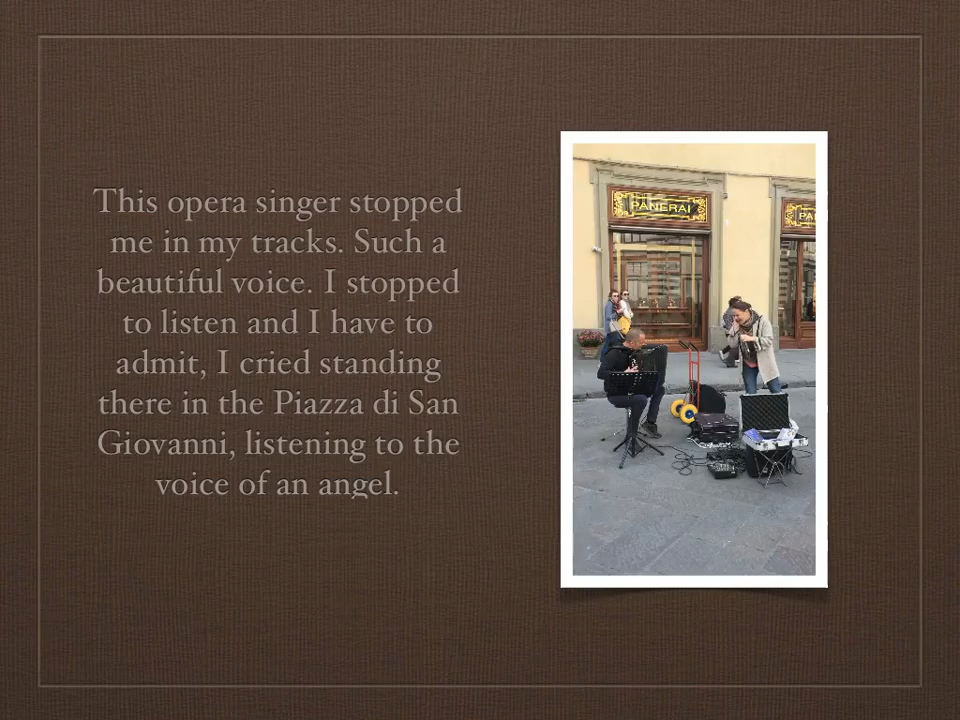 This opera singer stopped
me in my tracks. Such a
beautiful voice. I stopped
to listen and I have to
admit, I cried standing
there in the Piazza di San
Giovanni, listening to the
voice of an angel.
PANERAI
PA